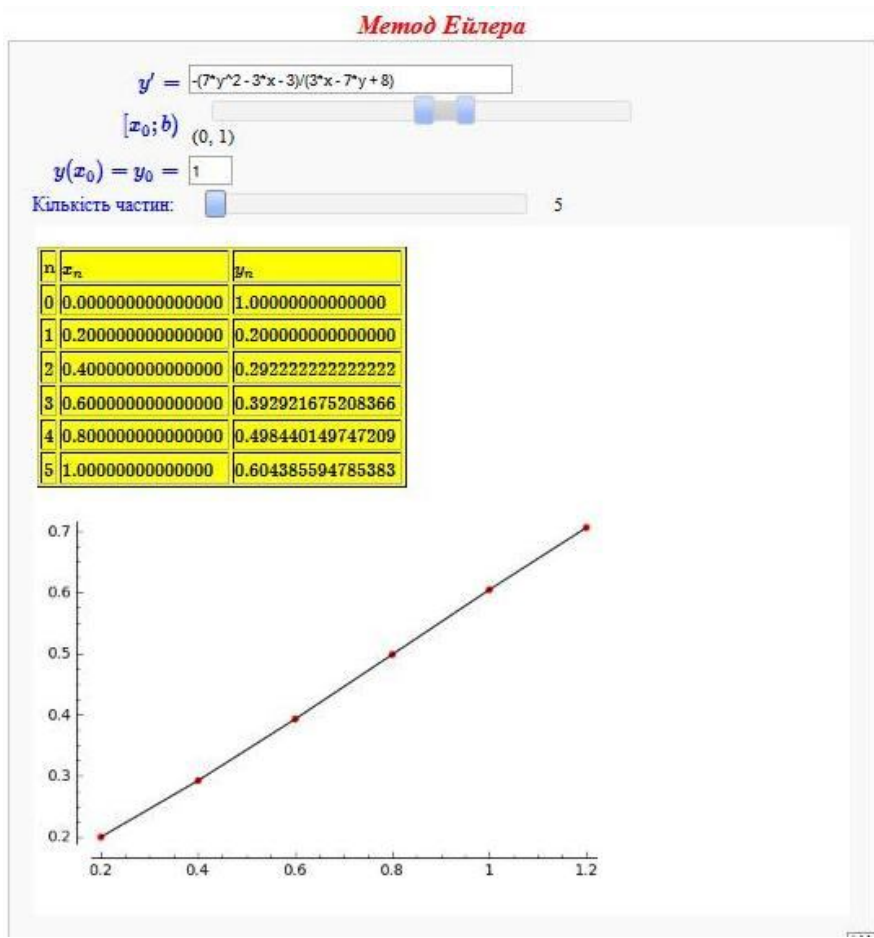 Метод Ейлера
y′ = -(7*y^2 - 3*x - 3)/(3*x - 7*y + 8)
[x₀; b) (0, 1)
y(x₀) = y₀ = 1
Кількість частин: 5
n xₙ yₙ
0 0.000000000000000 1.00000000000000
1 0.200000000000000 0.200000000000000
2 0.400000000000000 0.292222222222222
3 0.600000000000000 0.392921675208366
4 0.800000000000000 0.498440149747209
5 1.00000000000000 0.604385594785383
0.7
0.6
0.5
0.4
0.3
0.2
0.2 0.4 0.6 0.8 1 1.2